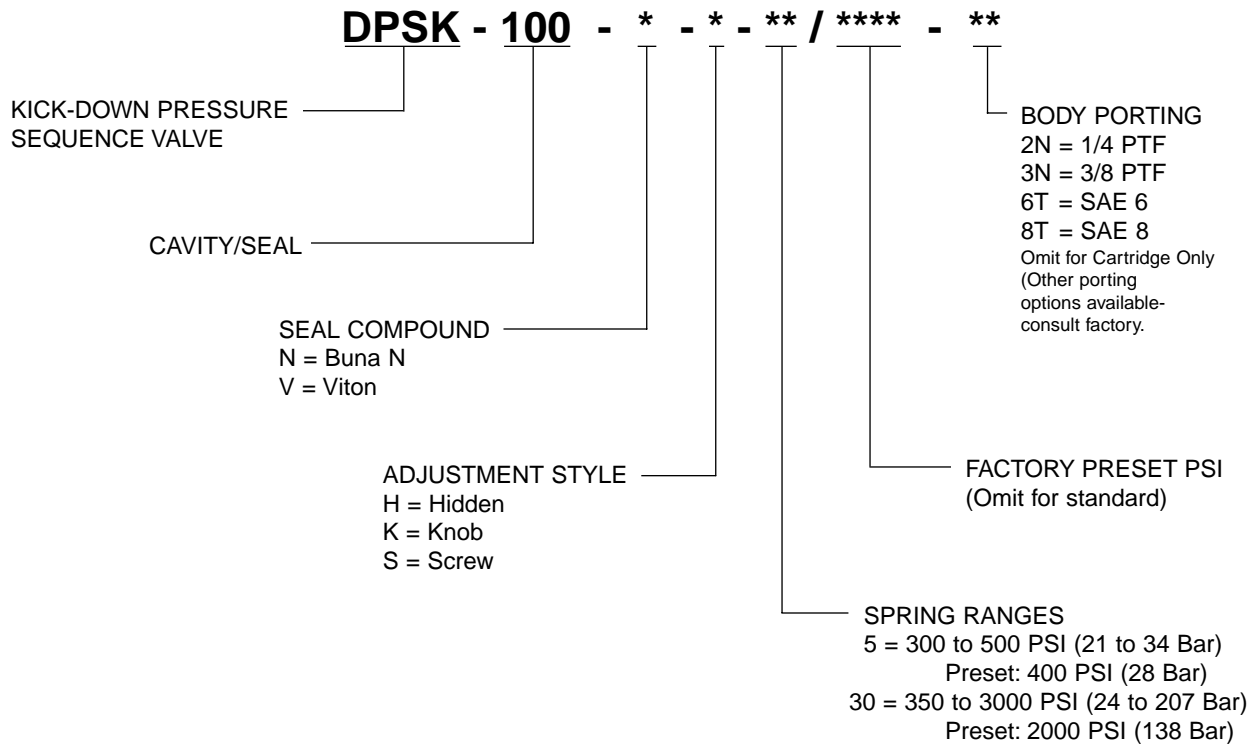 DPSK - 100 - * - * - ** / **** - **
KICK-DOWN PRESSURE
SEQUENCE VALVE
CAVITY/SEAL
SEAL COMPOUND
N = Buna N
V = Viton
ADJUSTMENT STYLE
H = Hidden
K = Knob
S = Screw
BODY PORTING
2N = 1/4 PTF
3N = 3/8 PTF
6T = SAE 6
8T = SAE 8
Omit for Cartridge Only
(Other porting
options available-
consult factory.
FACTORY PRESET PSI
(Omit for standard)
SPRING RANGES
5 = 300 to 500 PSI (21 to 34 Bar)
Preset: 400 PSI (28 Bar)
30 = 350 to 3000 PSI (24 to 207 Bar)
Preset: 2000 PSI (138 Bar)